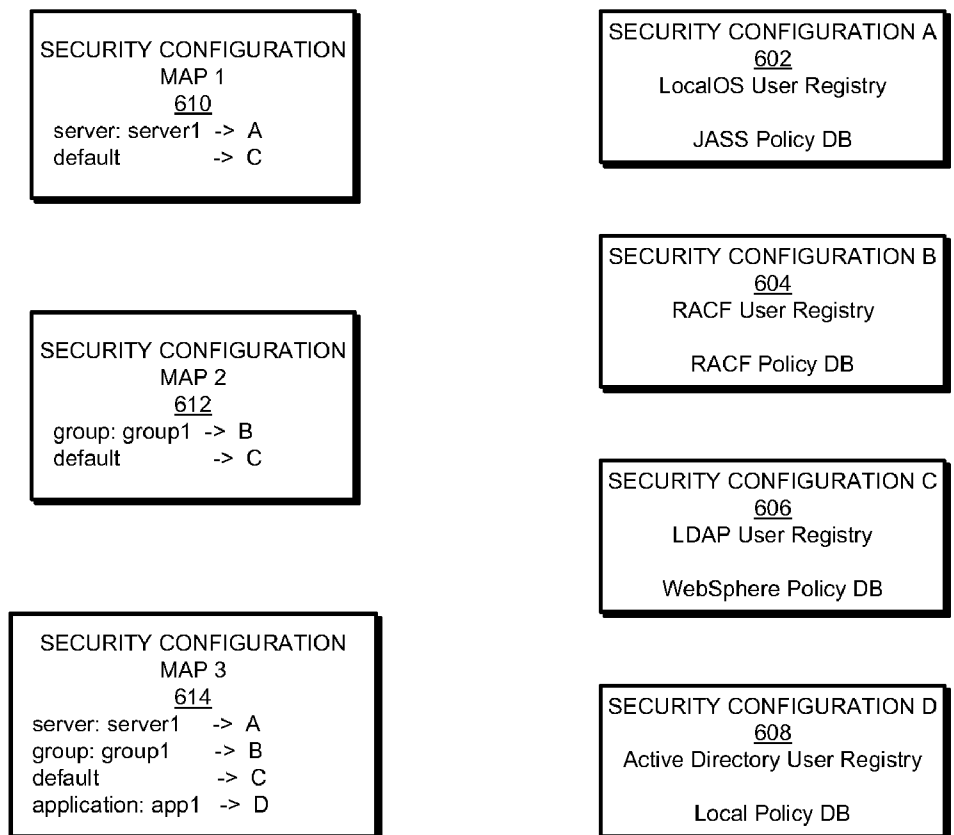 SECURITY CONFIGURATION
MAP 1
610
server: server1 -> A
default -> C
SECURITY CONFIGURATION
MAP 2
612
group: group1 -> B
default -> C
SECURITY CONFIGURATION
MAP 3
614
server: server1 -> A
group: group1 -> B
default -> C
application: app1 -> D
SECURITY CONFIGURATION A
602
LocalOS User Registry
JASS Policy DB
SECURITY CONFIGURATION B
604
RACF User Registry
RACF Policy DB
SECURITY CONFIGURATION C
606
LDAP User Registry
WebSphere Policy DB
SECURITY CONFIGURATION D
608
Active Directory User Registry
Local Policy DB